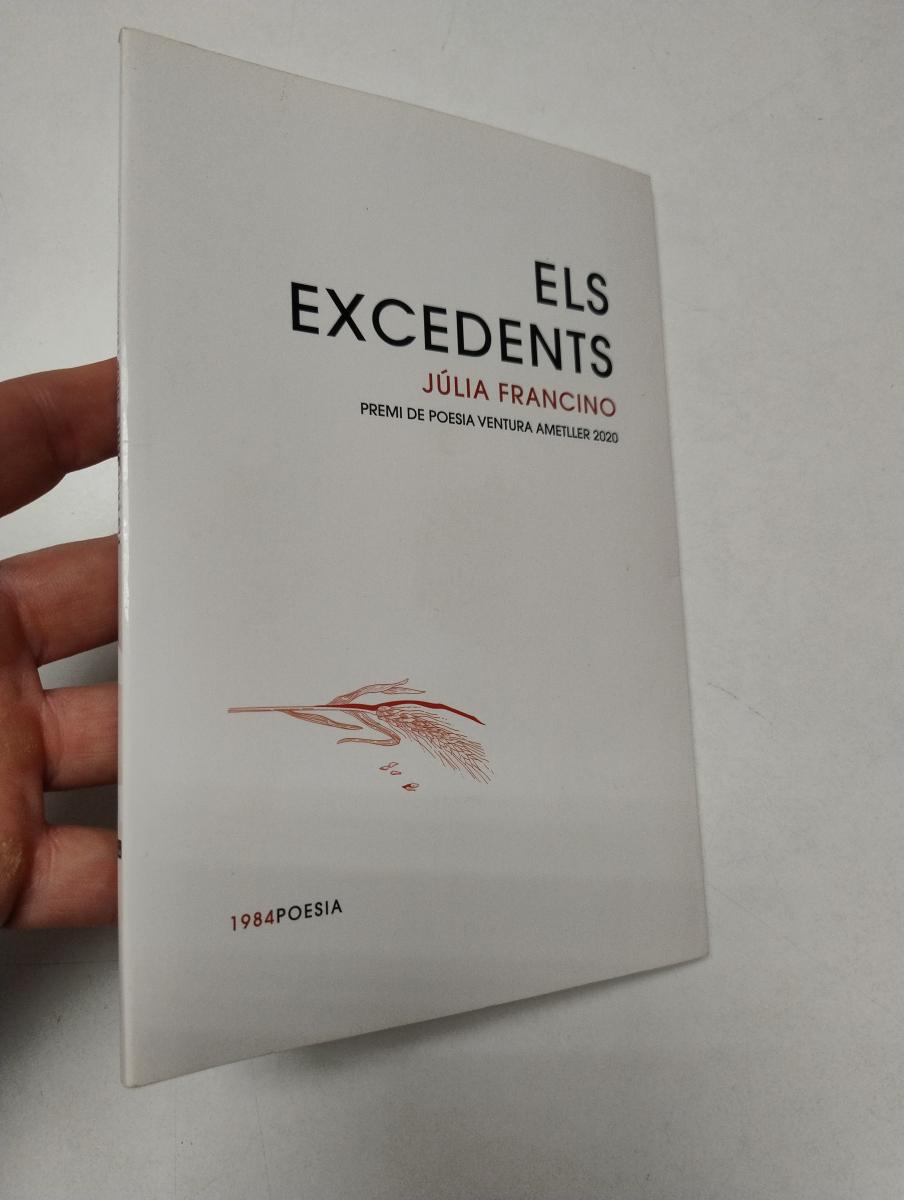 ELS
EXCEDENTS
JÚLIA FRANCINO
PREMI DE POESIA VENTURA AMETLLER 2020
1984POESIA